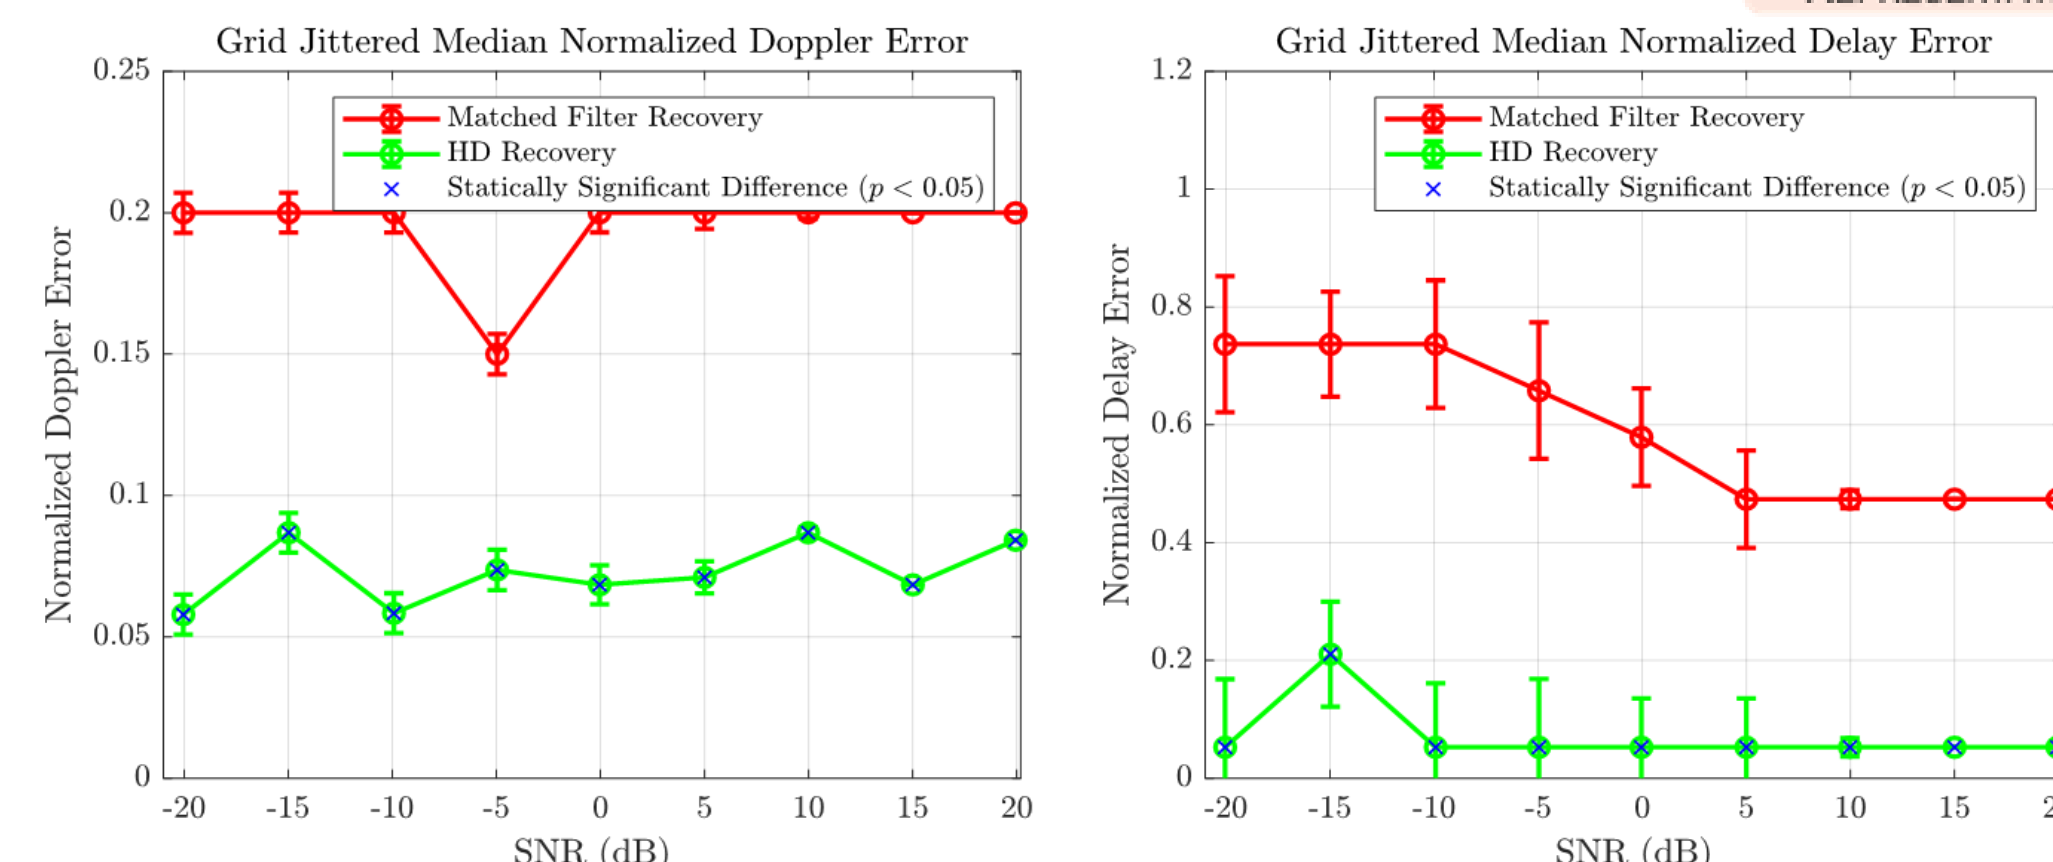 Grid Jittered Median Normalized Doppler Error
0.25
0.2
0.15
0.1
0.05
0
Normalized Doppler Error
Matched Filter Recovery
HD Recovery
Statically Significant Difference (p < 0.05)
-20 -15 -10 -5 0 5 10 15 20
SNR (dB)
Grid Jittered Median Normalized Delay Error
1.2
1
0.8
0.6
0.4
0.2
0
Normalized Delay Error
Matched Filter Recovery
HD Recovery
Statically Significant Difference (p < 0.05)
-20 -15 -10 -5 0 5 10 15
SNR (dB)